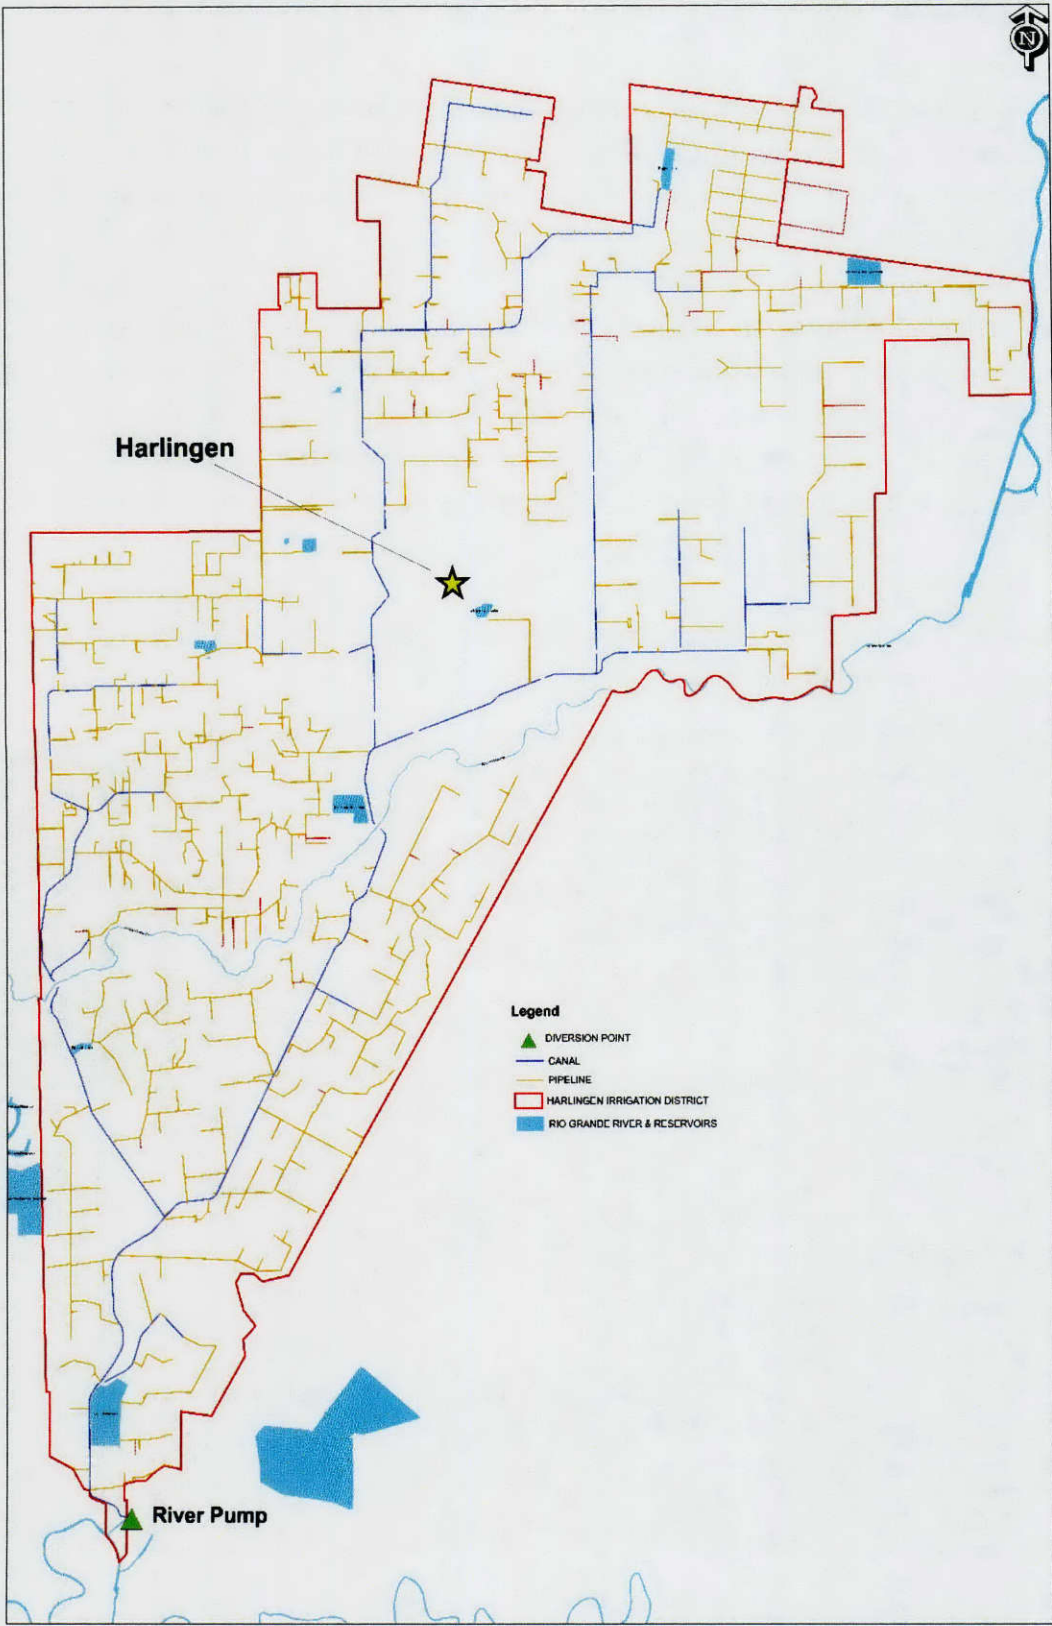 N
Harlingen
Legend
DIVERSION POINT
CANAL
PIPELINE
HARLINGEN IRRIGATION DISTRICT
RIO GRANDE RIVER & RESERVOIRS
River Pump